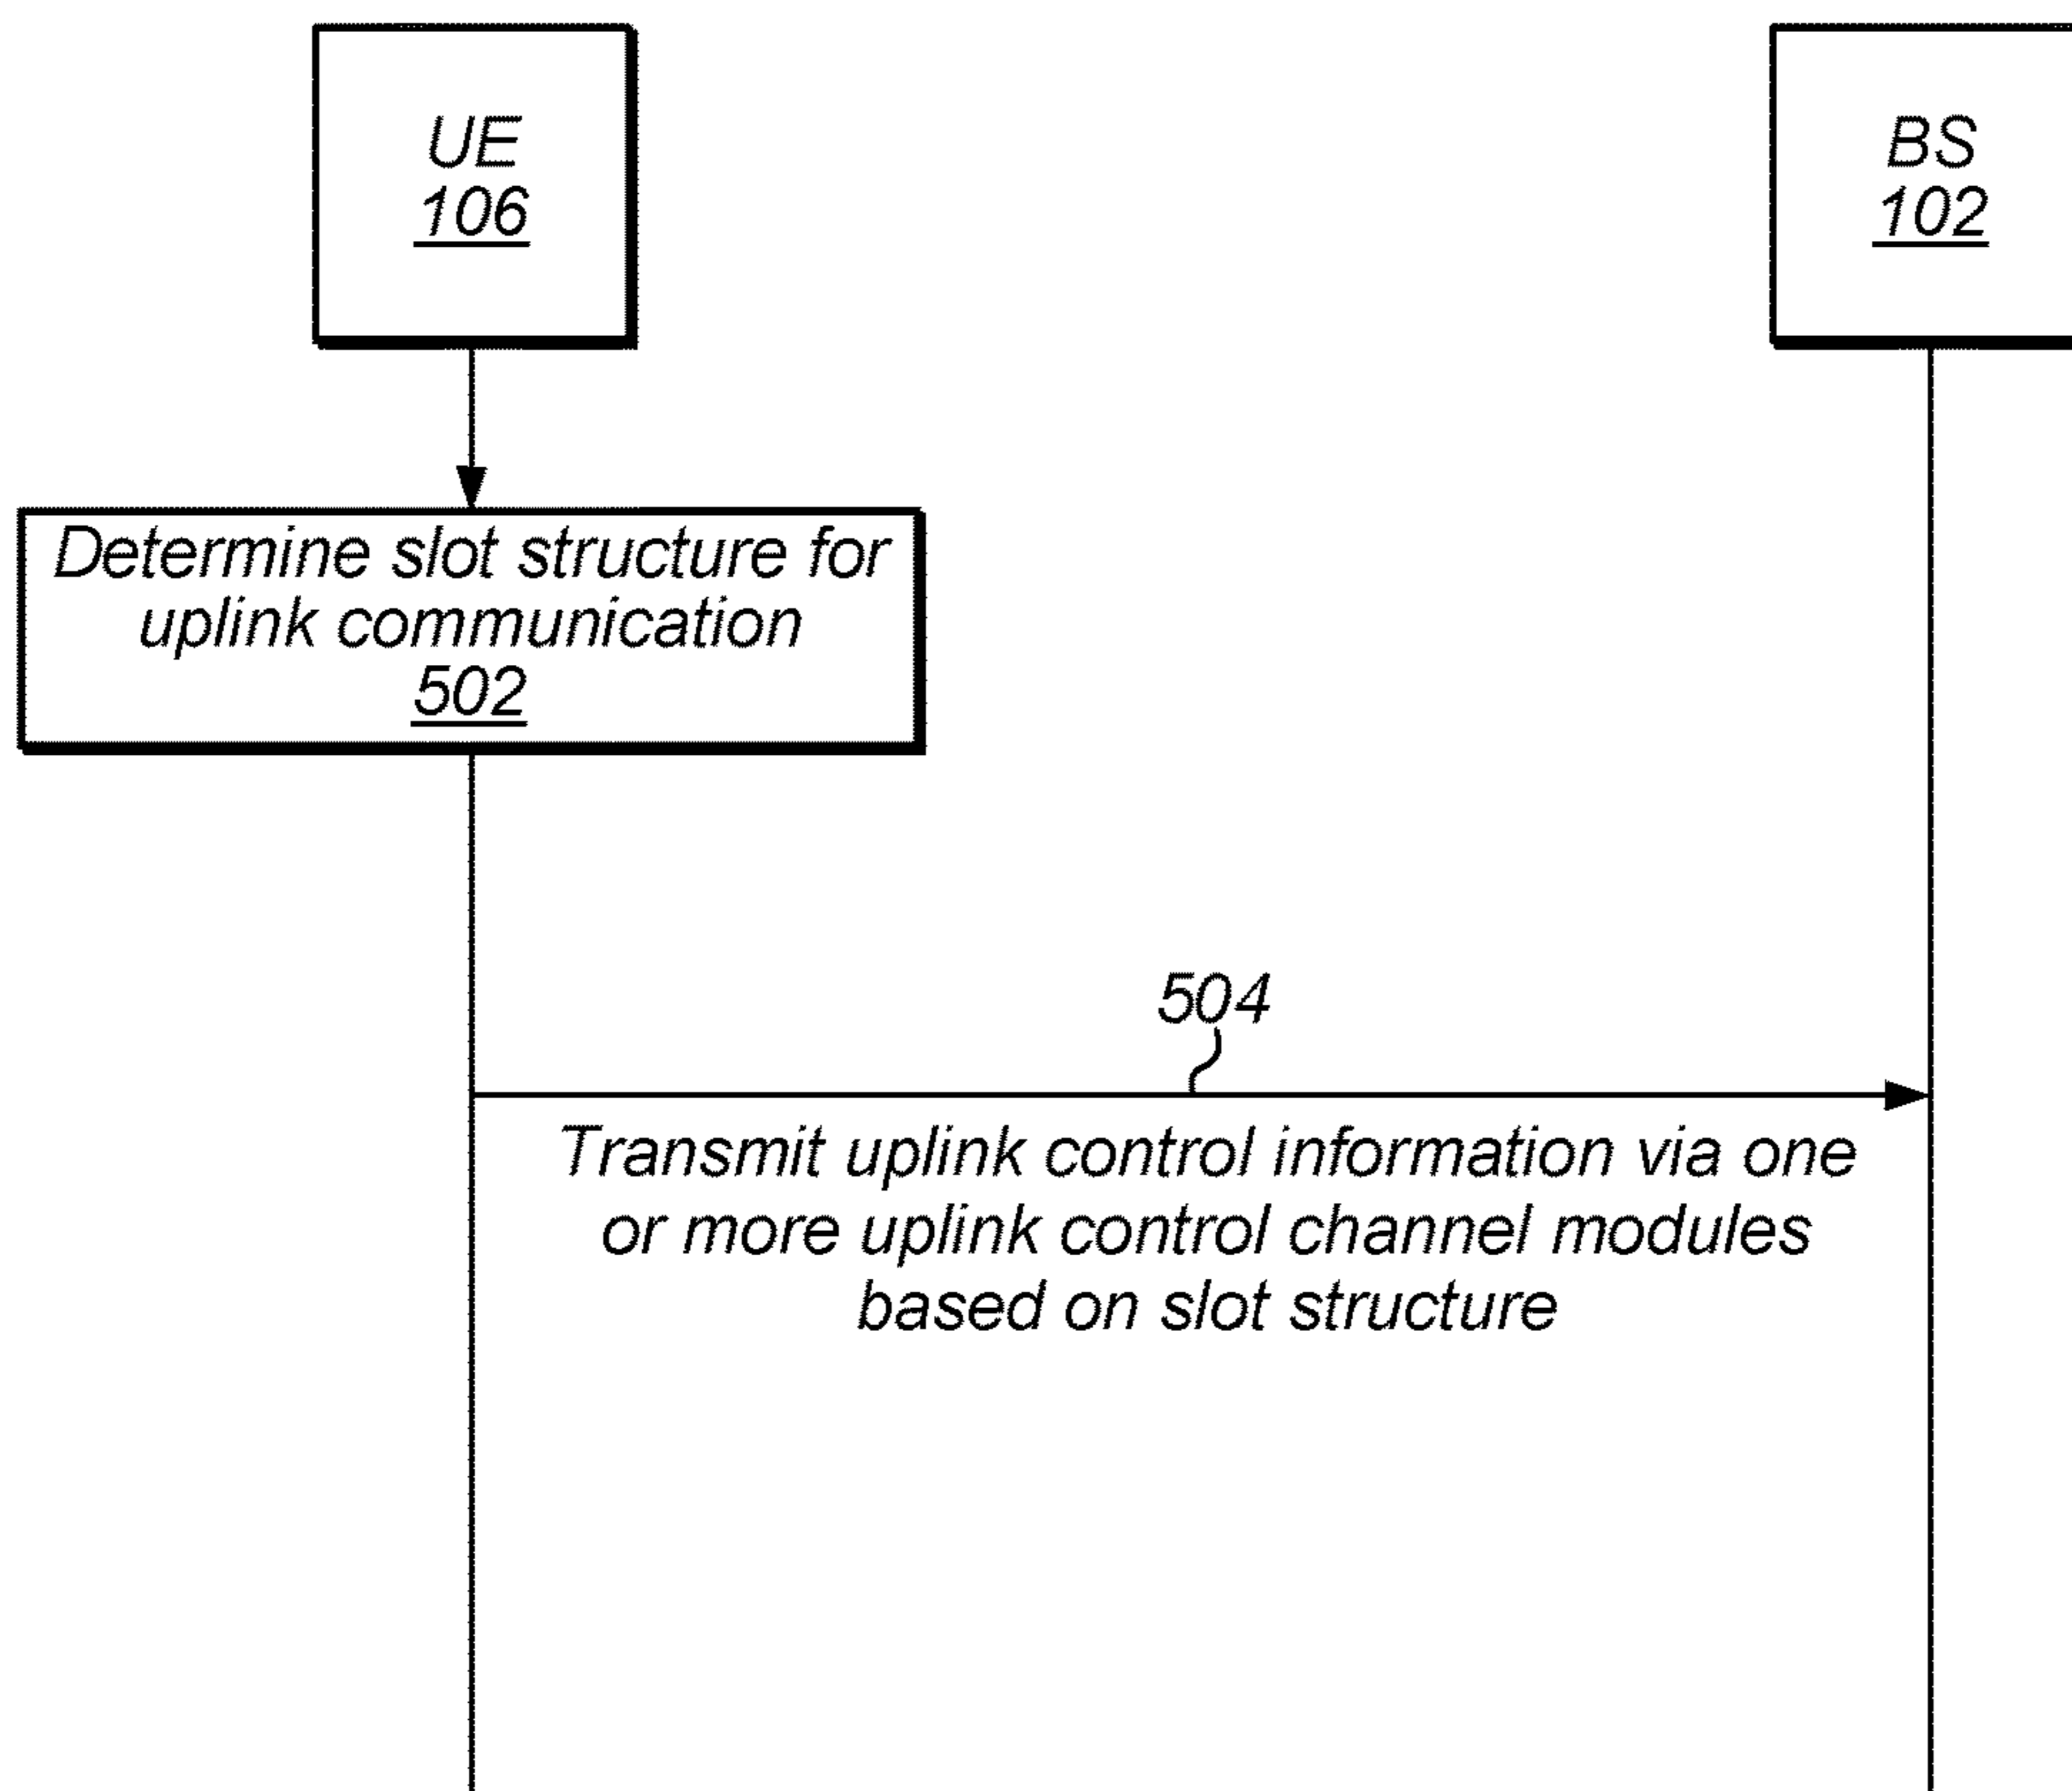 UE
106
BS
102
Determine slot structure for
uplink communication
502
504
Transmit uplink control information via one
or more uplink control channel modules
based on slot structure